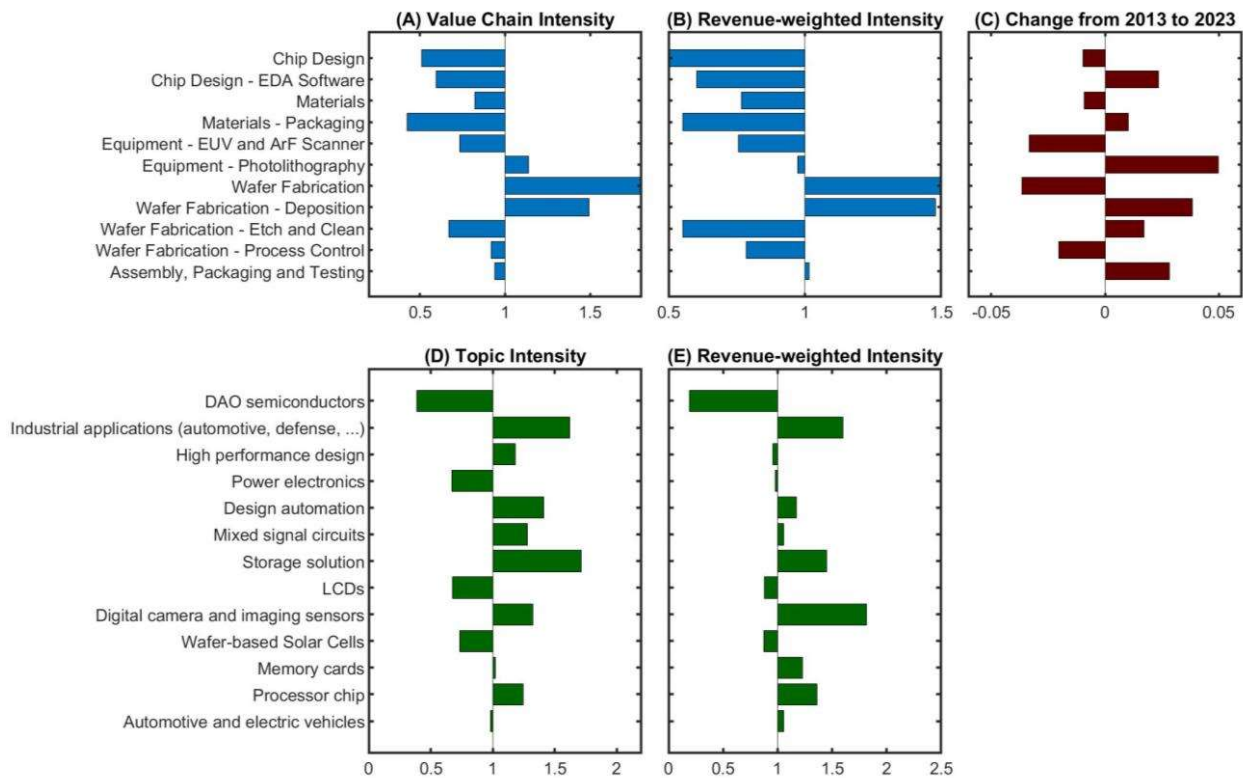 (A) Value Chain Intensity
(B) Revenue-weighted Intensity
(C) Change from 2013 to 2023
Chip Design
Chip Design - EDA Software
Materials
Materials - Packaging
Equipment - EUV and ArF Scanner
Equipment - Photolithography
Wafer Fabrication
Wafer Fabrication - Deposition
Wafer Fabrication - Etch and Clean
Wafer Fabrication - Process Control
Assembly, Packaging and Testing
0.5 1 1.5
0.5 1 1.5
-0.05 0 0.05
(D) Topic Intensity
(E) Revenue-weighted Intensity
DAO semiconductors
Industrial applications (automotive, defense, ...)
High performance design
Power electronics
Design automation
Mixed signal circuits
Storage solution
LCDs
Digital camera and imaging sensors
Wafer-based Solar Cells
Memory cards
Processor chip
Automotive and electric vehicles
0 0.5 1 1.5 2
0 0.5 1 1.5 2 2.5